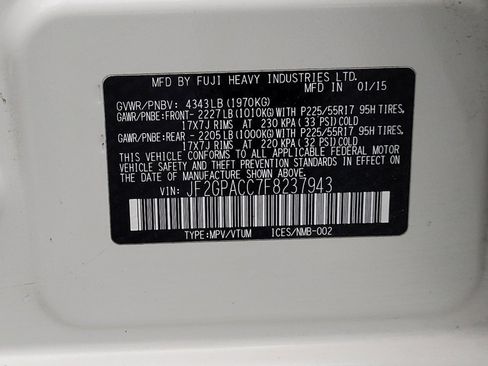 MFD BY FUJI HEAVY INDUSTRIES LTD.
MFD IN 01/15
GVWR/PNBV: 4343LB(1970KG)
GAWR/PNBE:FRONT- 2227LB(1010KG)WITH P225/55R17 95H TIRES,
17X7J RIMS AT 230 KPA(33 PSI)COLD
GAWR/PNBE:REAR - 2205LB(1000KG)WITH P225/55R17 95H TIRES,
17X7J RIMS AT 220 KPA(32 PSI)COLD
THIS VEHICLE CONFORMS TO ALL APPLICABLE FEDERAL MOTOR
VEHICLE SAFETY, BUMPER, AND THEFT PREVENTION STANDARDS
IN EFFECT ON THE DATE OF MANUFACTURE SHOWN ABOVE.
VIN: JF2GPACC7F8237943
TYPE:MPV/VTUM ICES/NMB-002